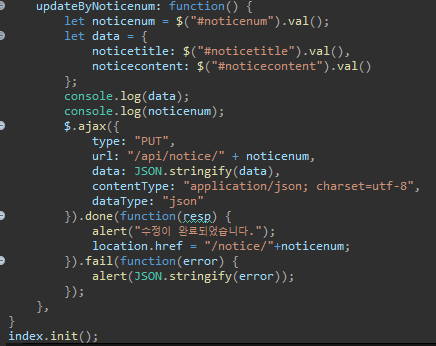 updateByNoticenum: function() {
let noticenum = $("#noticenum").val();
let data = {
noticetitle: $("#noticetitle").val(),
noticecontent: $("#noticecontent").val()
};
console.log(data);
console.log(noticenum);
$.ajax({
type: "PUT",
url: "/api/notice/" + noticenum,
data: JSON.stringify(data),
contentType: "application/json; charset=utf-8",
dataType: "json"
}).done(function(resp) {
alert("수정이 완료되었습니다.");
location.href = "/notice/"+noticenum;
}).fail(function(error) {
alert(JSON.stringify(error));
});
},
}
index.init();